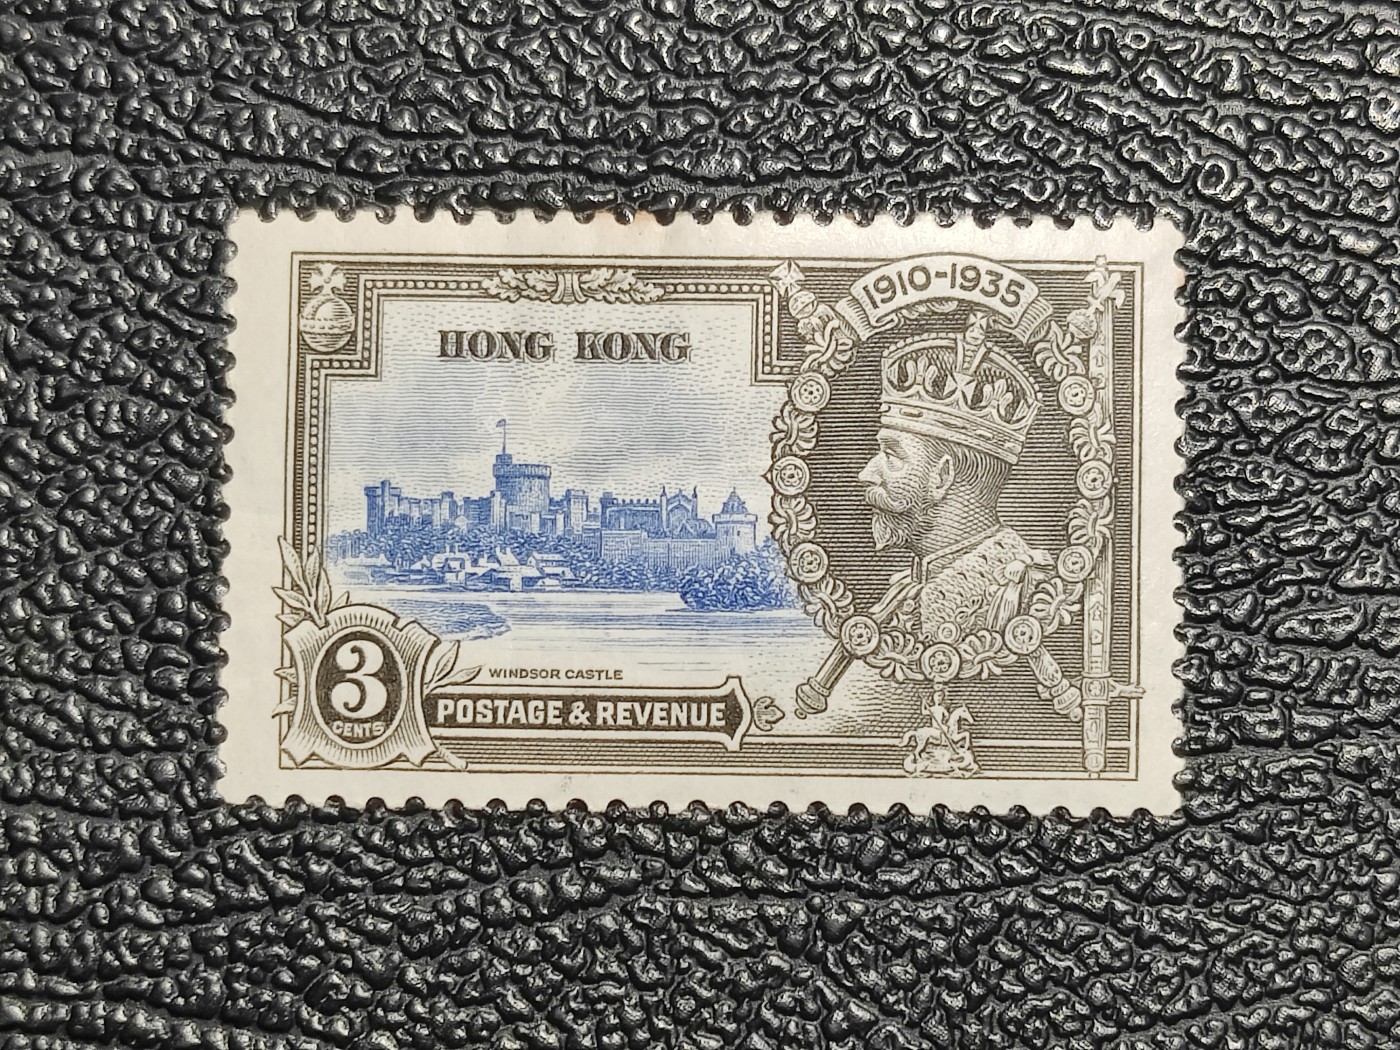 1910-1935
HONG KONG
WINDSOR CASTLE
3
CENTS
POSTAGE & REVENUE